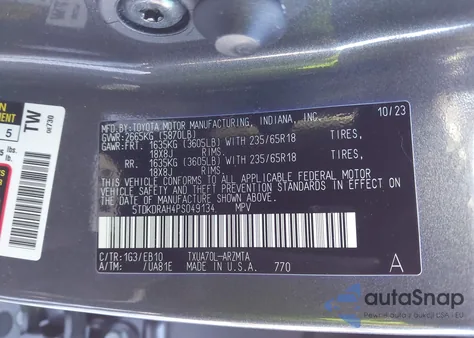 MFD.BY:TOYOTA MOTOR MANUFACTURING, INDIANA, INC. 10/23
GVWR:2665KG (5870LB)
GAWR:FRT. 1635KG (3605LB) WITH 235/65R18 TIRES,
18X8J RIMS.
RR. 1635KG (3605LB) WITH 235/65R18 TIRES,
18X8J RIMS.
THIS VEHICLE CONFORMS TO ALL APPLICABLE FEDERAL MOTOR
VEHICLE SAFETY AND THEFT PREVENTION STANDARDS IN EFFECT
ON THE DATE OF MANUFACTURE SHOWN ABOVE.
5TDKDRAH4PS049134 MPV
C/TR: 1G3/EB10 TXUA70L-ARZMTA
A/TM: /UA81E MADE IN U.S.A. 770 A
5
TW
autoSnap